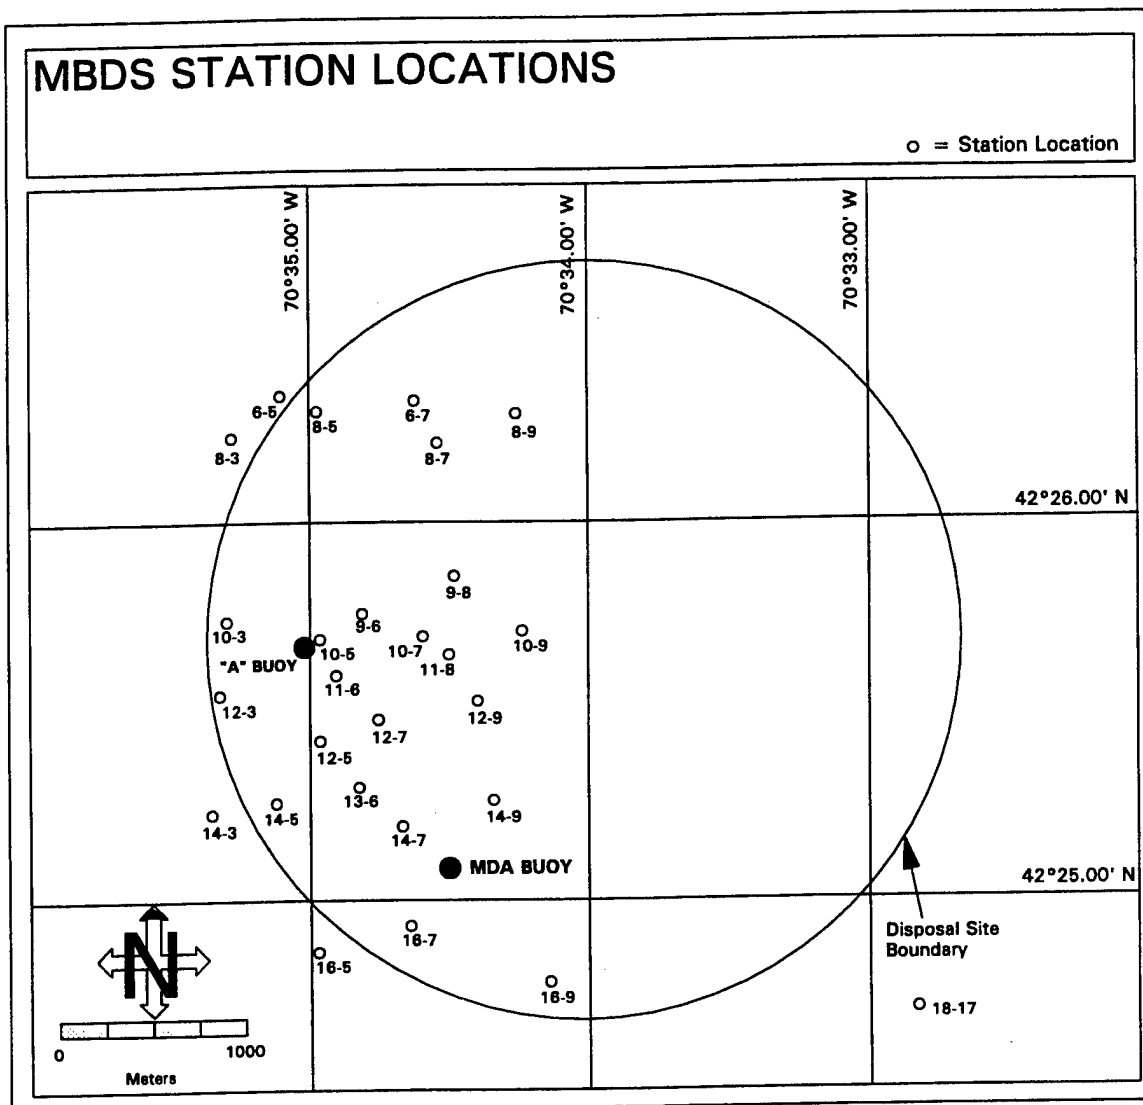 MBDS STATION LOCATIONS
o = Station Location
70°35.00' W
70°34.00' W
70°33.00' W
6-5
8-5
6-7
8-9
8-3
8-7
42°26.00' N
9-8
10-3
9-6
10-7
10-9
10-5
"A" BUOY
11-8
11-6
12-3
12-9
12-7
12-5
13-6
14-9
14-3
14-5
14-7
MDA BUOY
42°25.00' N
Disposal Site
Boundary
16-7
16-5
16-9
18-17
N
0 1000
Meters